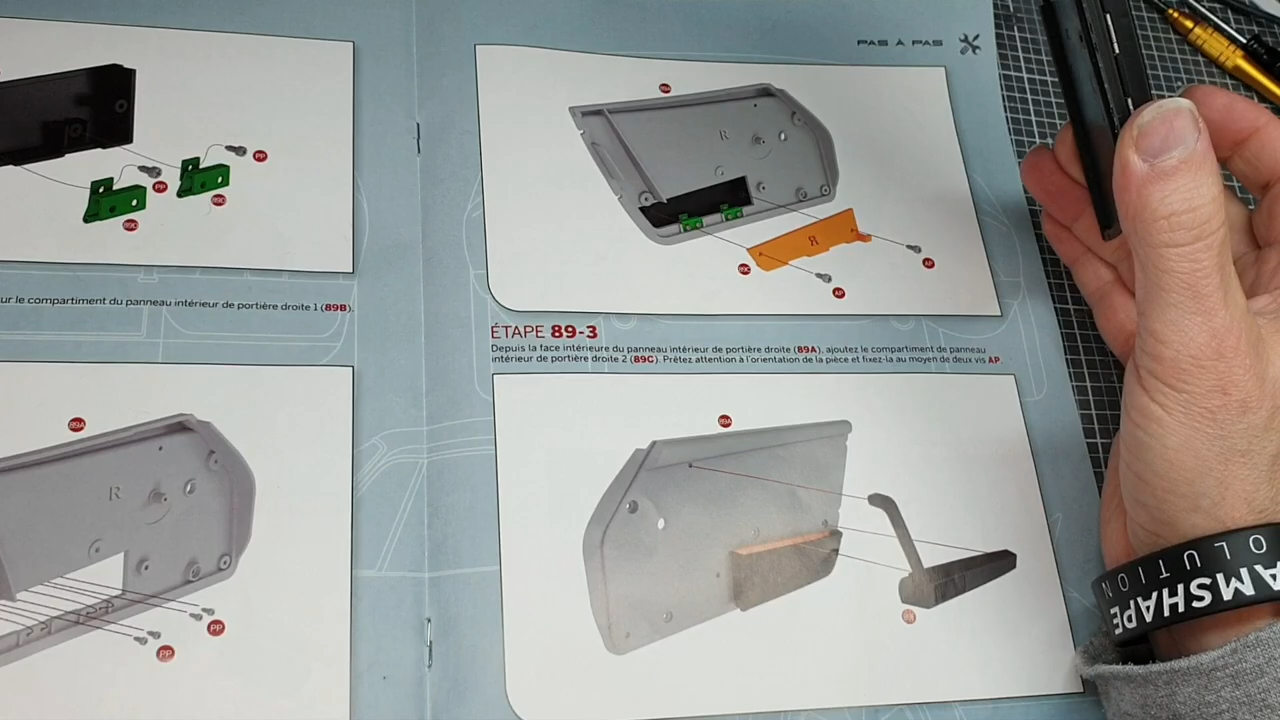 PAS À PAS
PP
PP
89C
89C
ur le compartiment du panneau intérieur de portière droite 1 (89B).
89A
R
PP
PP
R
R
AP
AP
ÉTAPE 89-3
Depuis la face intérieure du panneau intérieur de portière droite (89A), ajoutez le compartiment de panneau
intérieur de portière droite 2 (89C). Prêtez attention à l'orientation de la pièce et fixez-la au moyen de deux vis AP.
89A
AMSHAPE
OLUTION